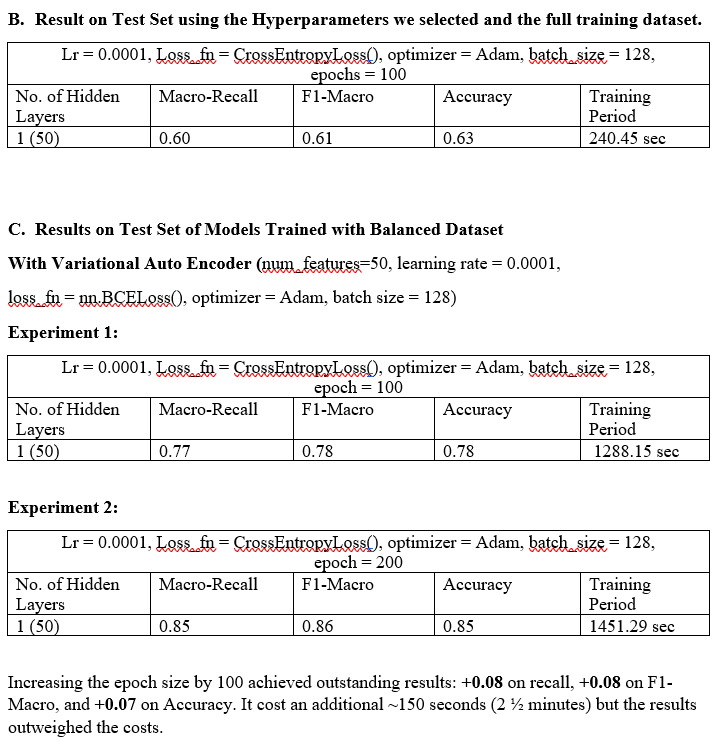 B. Result on Test Set using the Hyperparameters we selected and the full training dataset.
Lr = 0.0001, Loss_fn = CrossEntropyLoss(), optimizer = Adam, batch_size = 128,
epochs = 100
No. of Hidden Layers Macro-Recall F1-Macro Accuracy Training Period
1 (50) 0.60 0.61 0.63 240.45 sec
C. Results on Test Set of Models Trained with Balanced Dataset
With Variational Auto Encoder (num_features=50, learning rate = 0.0001,
loss_fn = nn.BCELoss(), optimizer = Adam, batch size = 128)
Experiment 1:
Lr = 0.0001, Loss_fn = CrossEntropyLoss(), optimizer = Adam, batch_size = 128,
epoch = 100
No. of Hidden Layers Macro-Recall F1-Macro Accuracy Training Period
1 (50) 0.77 0.78 0.78 1288.15 sec
Experiment 2:
Lr = 0.0001, Loss_fn = CrossEntropyLoss(), optimizer = Adam, batch_size = 128,
epoch = 200
No. of Hidden Layers Macro-Recall F1-Macro Accuracy Training Period
1 (50) 0.85 0.86 0.85 1451.29 sec
Increasing the epoch size by 100 achieved outstanding results: +0.08 on recall, +0.08 on F1-
Macro, and +0.07 on Accuracy. It cost an additional ~150 seconds (2 ½ minutes) but the results
outweighed the costs.